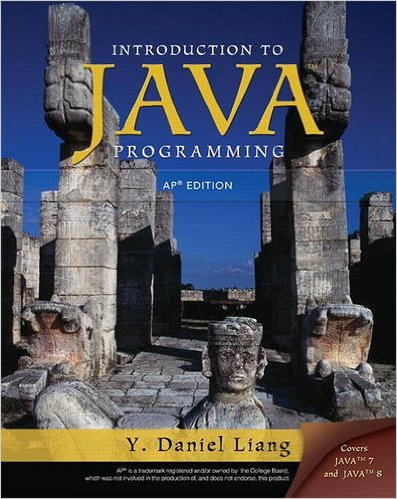 INTRODUCTION TO
JAVA™
PROGRAMMING
AP® EDITION
Y. Daniel Liang
Covers
JAVA™ 7
and JAVA™ 8
AP® is a trademark registered and/or owned by the College Board,
which was not involved in the production of, and does not endorse, this product.